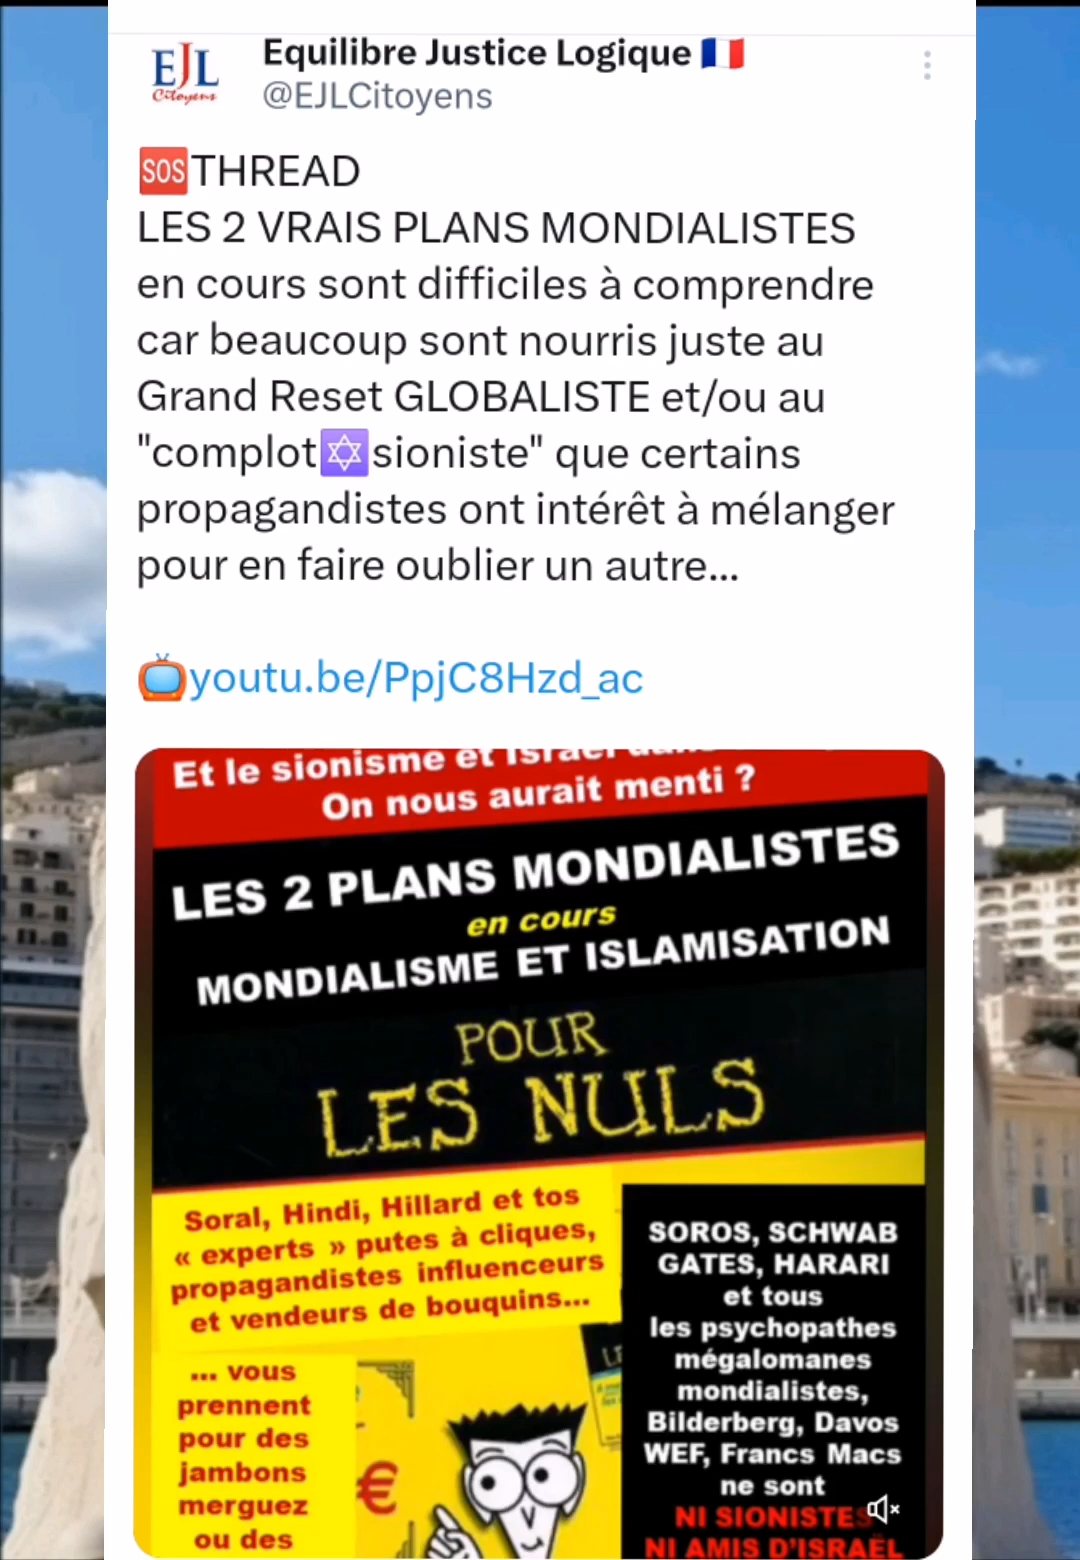 EJL
Citoyens
Equilibre Justice Logique 🇫🇷
@EJLCitoyens
🆘THREAD
LES 2 VRAIS PLANS MONDIALISTES
en cours sont difficiles à comprendre
car beaucoup sont nourris juste au
Grand Reset GLOBALISTE et/ou au
"complot🔯sioniste" que certains
propagandistes ont intérêt à mélanger
pour en faire oublier un autre...
📺youtu.be/PpjC8Hzd_ac
Et le sionisme et Israël
On nous aurait menti ?
LES 2 PLANS MONDIALISTES
en cours
MONDIALISME ET ISLAMISATION
POUR
LES NULS
Soral, Hindi, Hillard et tos
« experts » putes à cliques,
propagandistes influenceurs
et vendeurs de bouquins...
... vous
prennent
pour des
jambons
merguez
ou des
€
SOROS, SCHWAB
GATES, HARARI
et tous
les psychopathes
mégalomanes
mondialistes,
Bilderberg, Davos
WEF, Francs Macs
ne sont
NI SIONISTES
NI AMIS D'ISRAËL